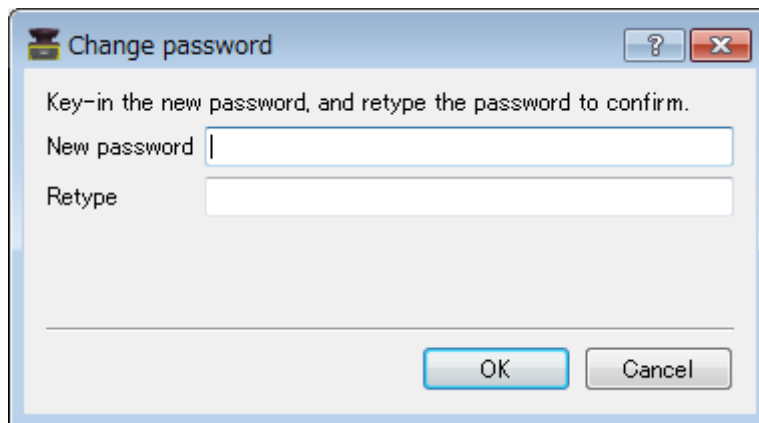 Change password
Key-in the new password, and retype the password to confirm.
New password
Retype
OK
Cancel